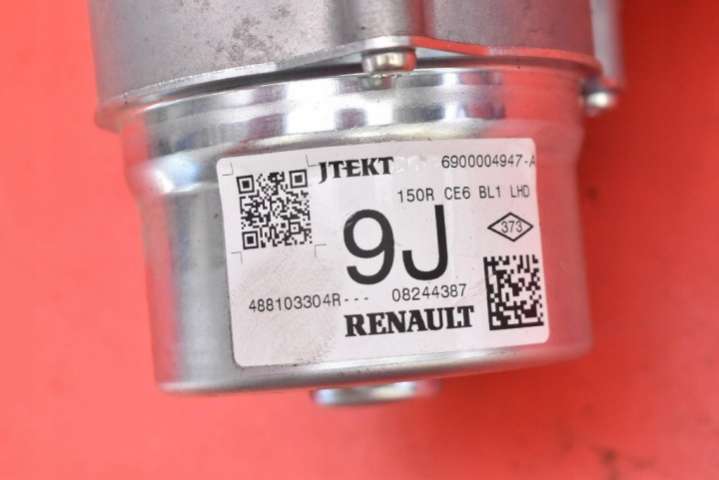 JTEKT 6900004947-A
150R CE6 BL1 LHD
9J
373
488103304R--- 08244387
RENAULT